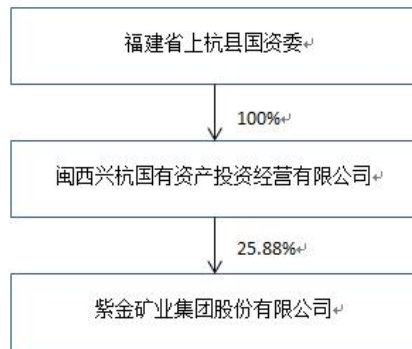 福建省上杭县国资委
100%
闽西兴杭国有资产投资经营有限公司
25.88%
紫金矿业集团股份有限公司